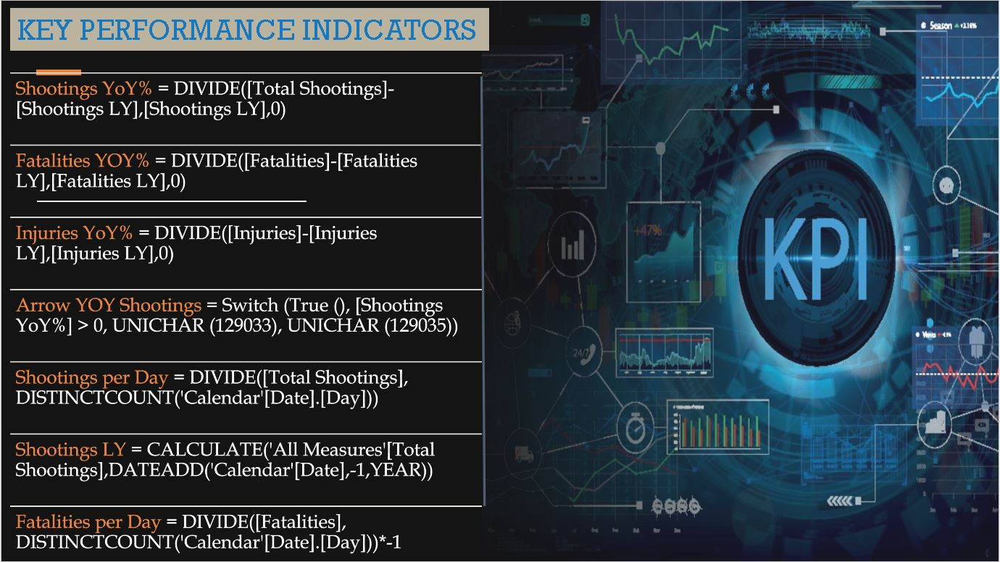 KEY PERFORMANCE INDICATORS
Shootings YoY% = DIVIDE([Total Shootings]-
[Shootings LY],[Shootings LY],0)
Fatalities YOY% = DIVIDE([Fatalities]-[Fatalities
LY],[Fatalities LY],0)
Injuries YoY% = DIVIDE([Injuries]-[Injuries
LY],[Injuries LY],0)
Arrow YOY Shootings = Switch (True (), [Shootings
YoY%] > 0, UNICHAR (129033), UNICHAR (129035))
Shootings per Day = DIVIDE([Total Shootings],
DISTINCTCOUNT('Calendar'[Date].[Day]))
Shootings LY = CALCULATE('All Measures'[Total
Shootings],DATEADD('Calendar'[Date],-1,YEAR))
Fatalities per Day = DIVIDE([Fatalities],
DISTINCTCOUNT('Calendar'[Date].[Day]))*-1
Season
+3.16%
+47%
KPI
24/7
Views